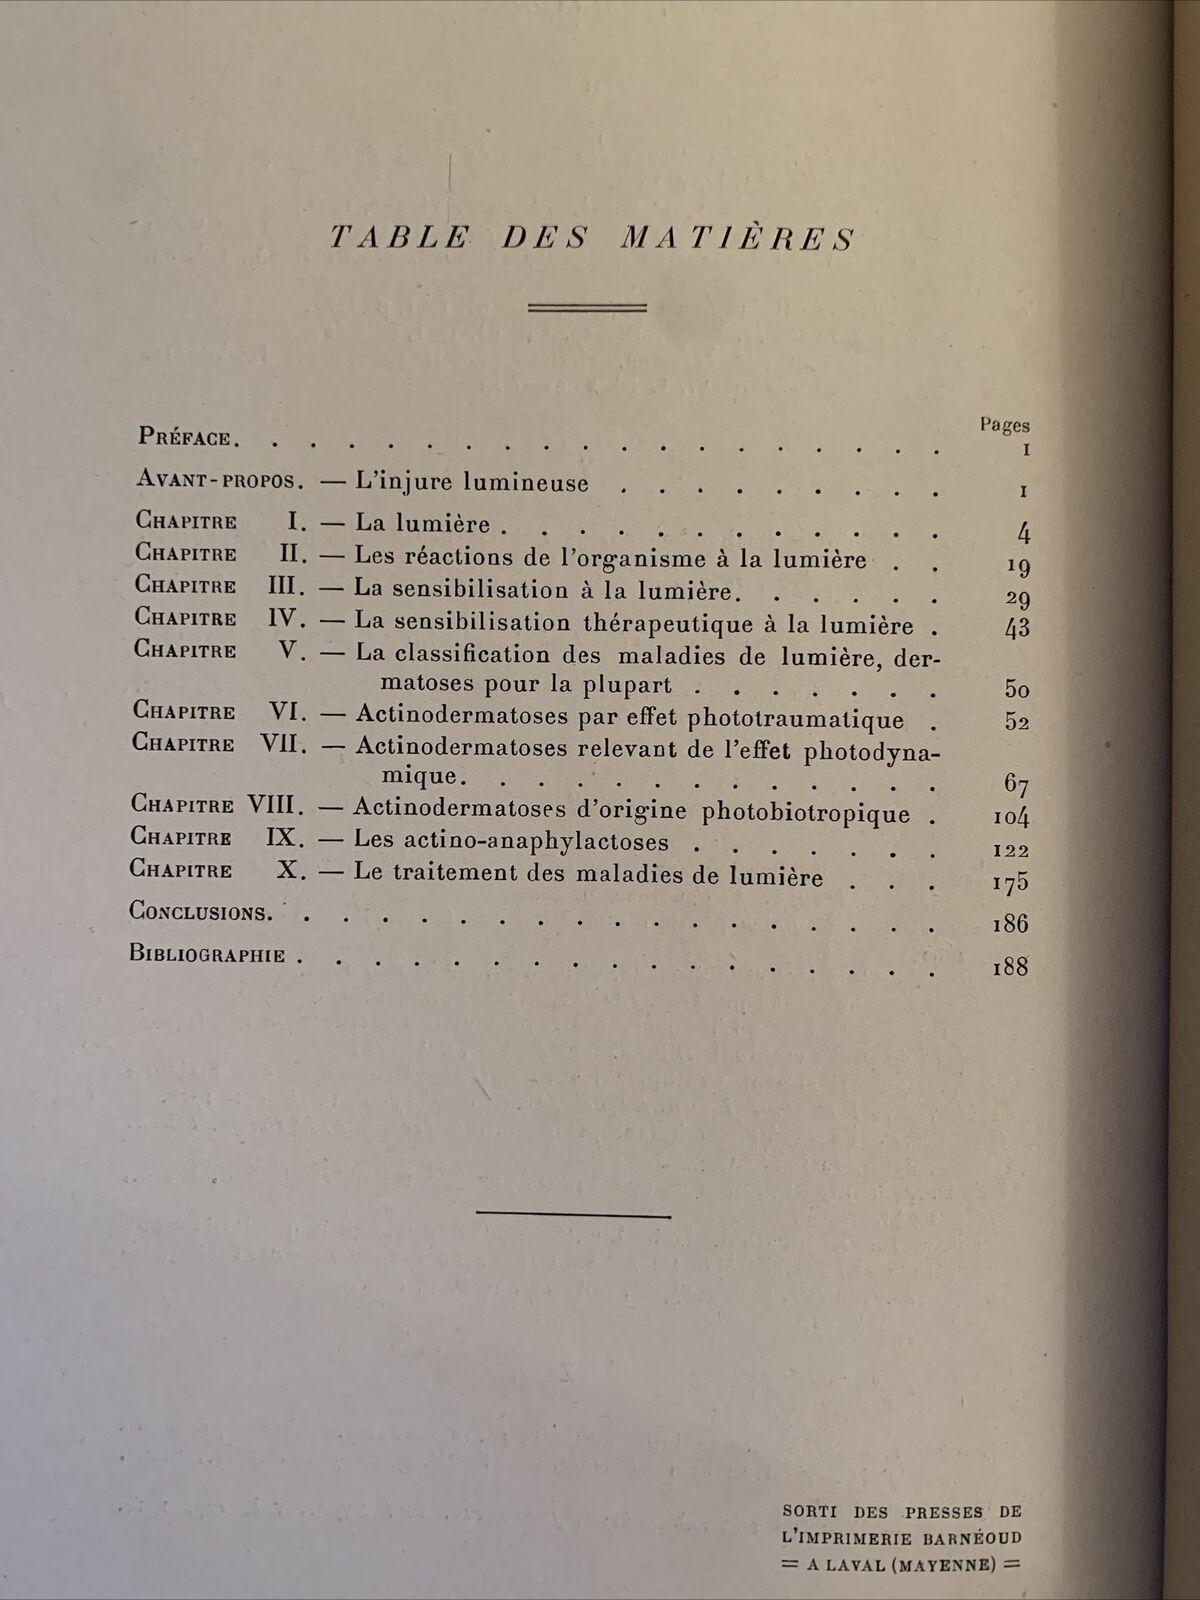 TABLE DES MATIÈRES
Pages
PRÉFACE. . . . . . . . . . . . . . . . . . . I
AVANT-PROPOS. — L'injure lumineuse . . . . . . . . . 1
CHAPITRE I. — La lumière . . . . . . . . . . . . 4
CHAPITRE II. — Les réactions de l'organisme à la lumière . . 19
CHAPITRE III. — La sensibilisation à la lumière. . . . . . 29
CHAPITRE IV. — La sensibilisation thérapeutique à la lumière . 43
CHAPITRE V. — La classification des maladies de lumière, der-
matoses pour la plupart . . . . . . . 50
CHAPITRE VI. — Actinodermatoses par effet phototraumatique . 52
CHAPITRE VII. — Actinodermatoses relevant de l'effet photodyna-
mique. . . . . . . . . . . . . 67
CHAPITRE VIII. — Actinodermatoses d'origine photobiotropique . 104
CHAPITRE IX. — Les actino-anaphylactoses . . . . . . . 122
CHAPITRE X. — Le traitement des maladies de lumière . . . 175
CONCLUSIONS. . . . . . . . . . . . . . . . . . 186
BIBLIOGRAPHIE . . . . . . . . . . . . . . . . . 188
SORTI DES PRESSES DE
L'IMPRIMERIE BARNÉOUD
= A LAVAL (MAYENNE) =